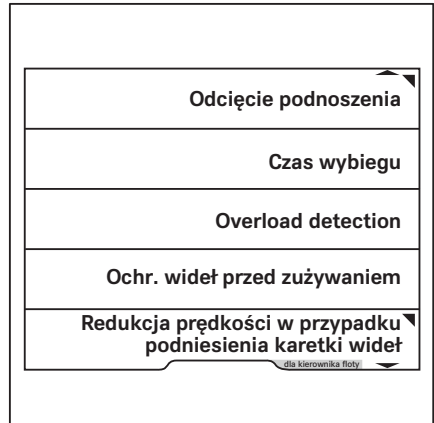 Odcięcie podnoszenia
Czas wybiegu
Overload detection
Ochr. wideł przed zużywaniem
Redukcja prędkości w przypadku
podniesienia karetki wideł
dla kierownika floty